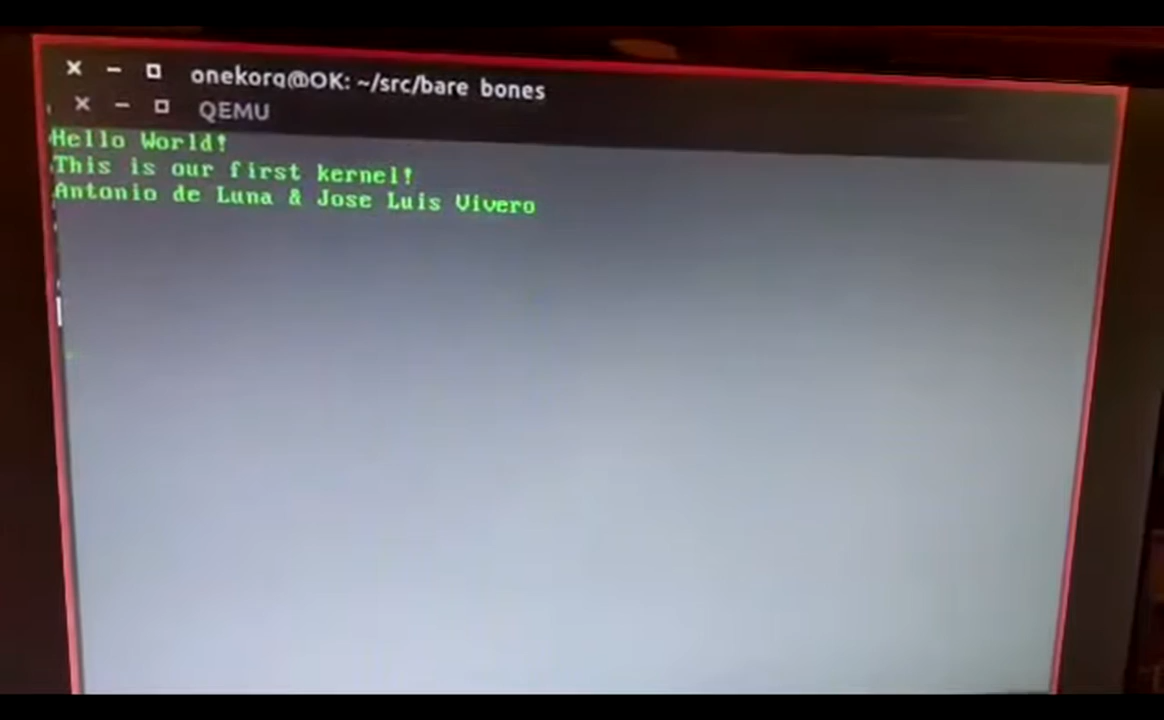 onekorq@OK: ~/src/bare bones
QEMU
Hello World!
This is our first kernel!
Antonio de Luna & Jose Luis Vivero